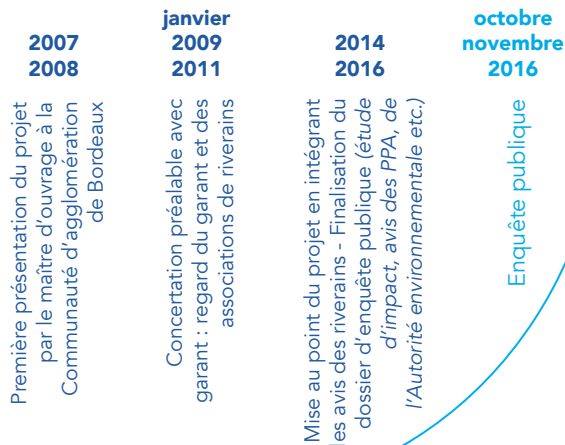 2007
2008
Première présentation du projet
par le maître d'ouvrage à la
Communauté d'agglomération
de Bordeaux
janvier
2009
2011
Concertation préalable avec
garant : regard du garant et des
associations de riverains
2014
2016
Mise au point du projet en intégrant
les avis des riverains - Finalisation du
dossier d'enquête publique (étude
d'impact, avis des PPA, de
l'Autorité environnementale etc.)
octobre
novembre
2016
Enquête publique